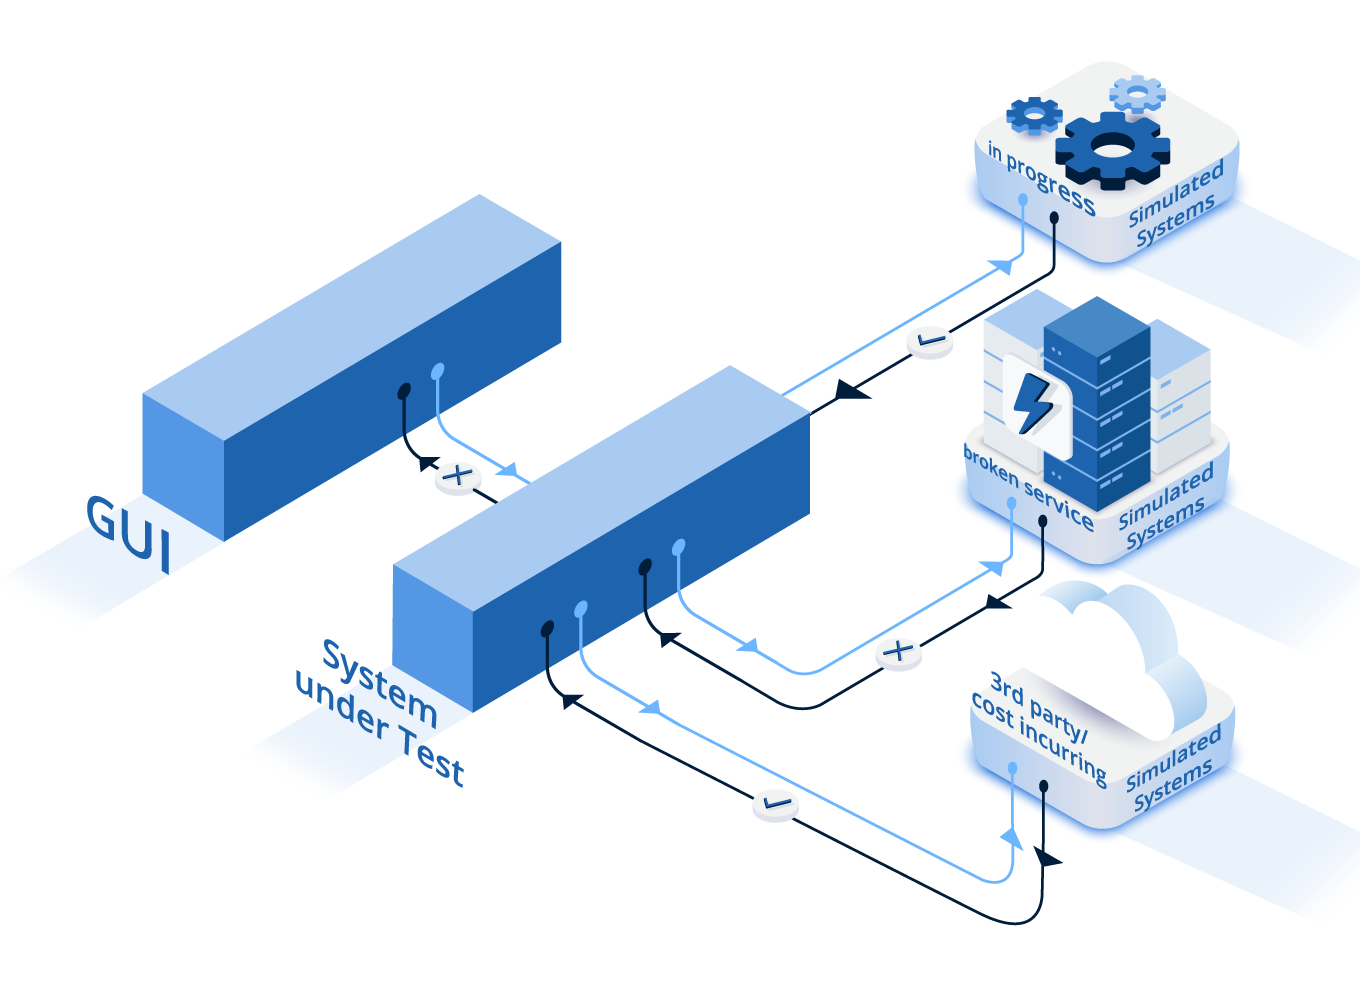 in progress
Simulated
Systems
broken service
Simulated
Systems
GUI
System
under Test
3rd party/
cost incurring
Simulated
Systems